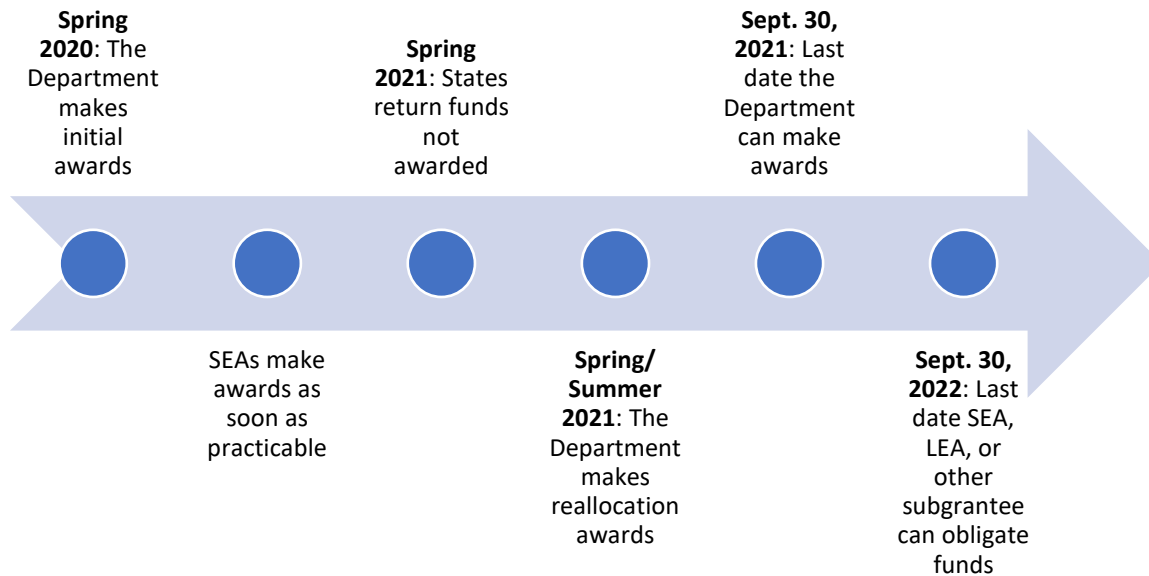 Spring
2020: The
Department
makes
initial
awards
SEAs make
awards as
soon as
practicable
Spring
2021: States
return funds
not
awarded
Spring/
Summer
2021: The
Department
makes
reallocation
awards
Sept. 30,
2021: Last
date the
Department
can make
awards
Sept. 30,
2022: Last
date SEA,
LEA, or
other
subgrantee
can obligate
funds